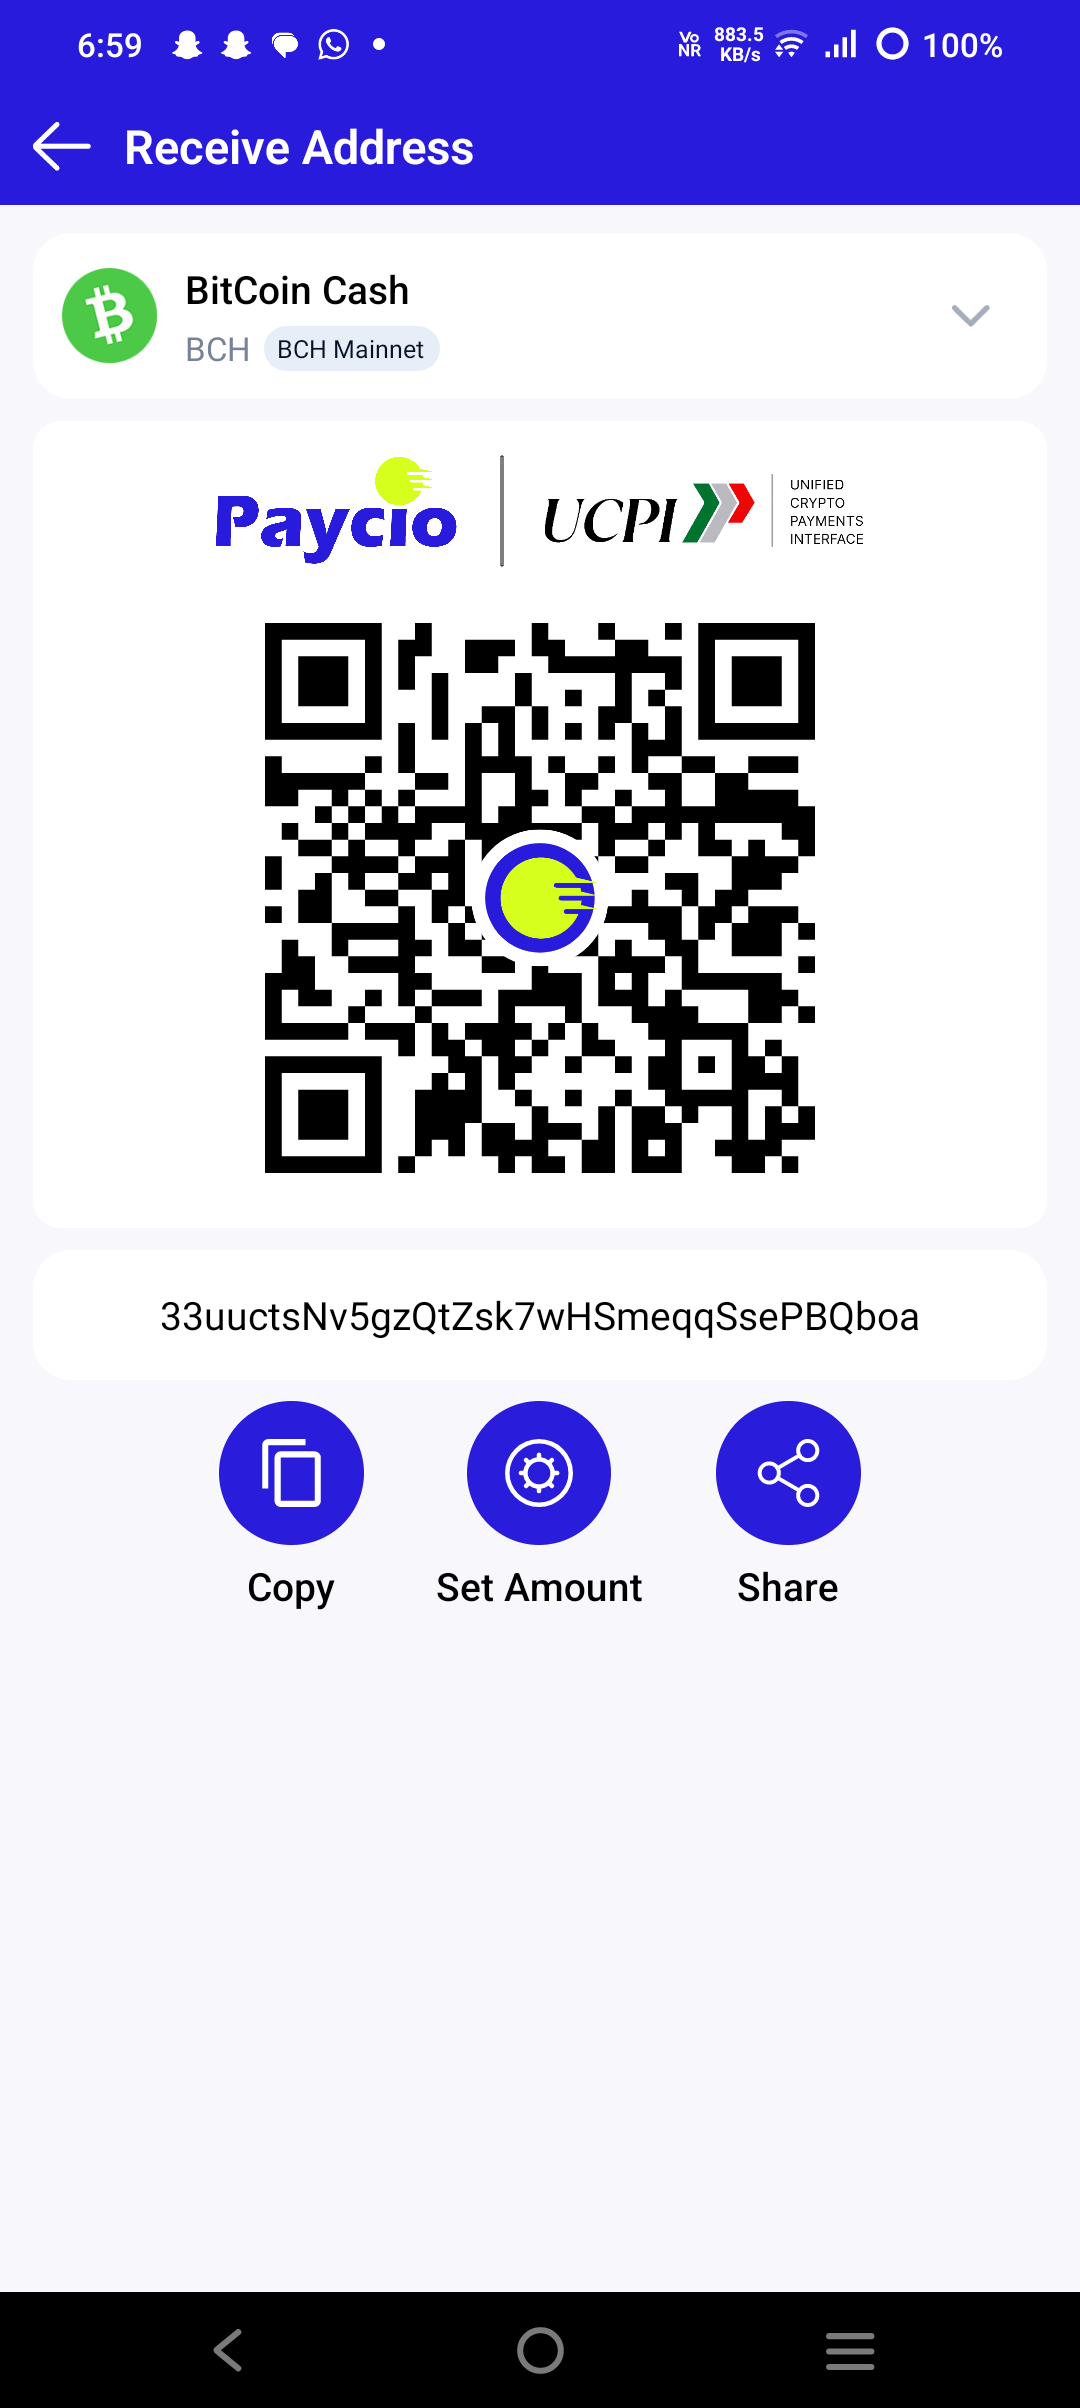 6:59
Vo NR 883.5 KB/s 100%
Receive Address
BitCoin Cash
BCH BCH Mainnet
Paycio UCPI UNIFIED
CRYPTO
PAYMENTS
INTERFACE
33uuctsNv5gzQtZsk7wHSmeqqSsePBQboa
Copy Set Amount Share